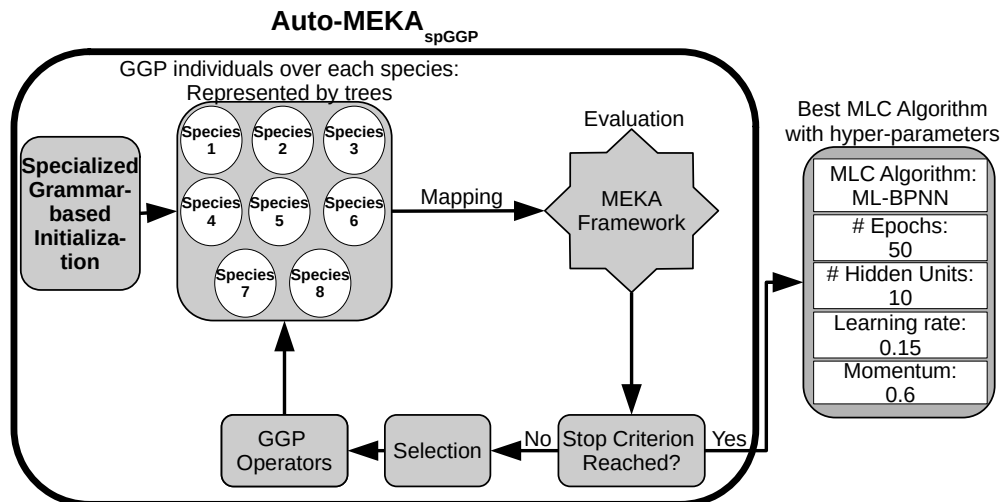 Auto-MEKA spGGP
GGP individuals over each species:
Represented by trees
Species
1
Species
2
Species
3
Species
4
Species
5
Species
6
Species
7
Species
8
Specialized
Grammar-
based
Initializa-
tion
Mapping
Evaluation
MEKA
Framework
Stop Criterion
Reached?
No
Yes
Selection
GGP
Operators
Best MLC Algorithm
with hyper-parameters
MLC Algorithm:
ML-BPNN
# Epochs:
50
# Hidden Units:
10
Learning rate:
0.15
Momentum:
0.6